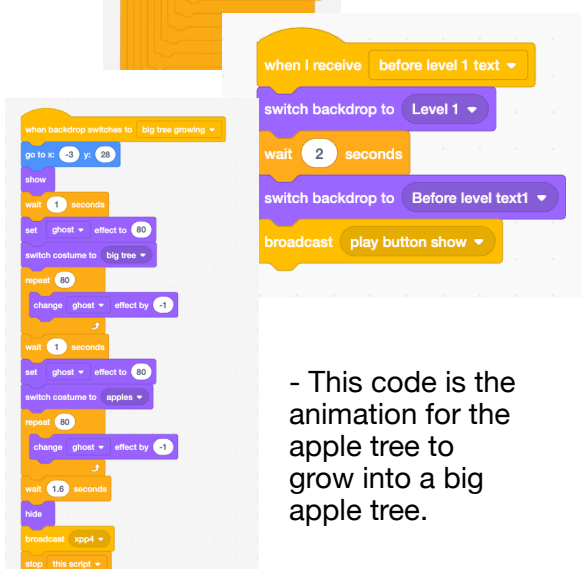 when I receive before level 1 text
switch backdrop to Level 1
wait 2 seconds
switch backdrop to Before level text1
broadcast play button show
when backdrop switches to big tree growing
go to x: -3 y: 28
show
wait 1 seconds
set ghost effect to 80
switch costume to big tree
repeat 80
change ghost effect by -1
wait 1 seconds
set ghost effect to 80
switch costume to apples
repeat 80
change ghost effect by -1
wait 1.6 seconds
hide
broadcast xpp4
stop this script
- This code is the
animation for the
apple tree to
grow into a big
apple tree.